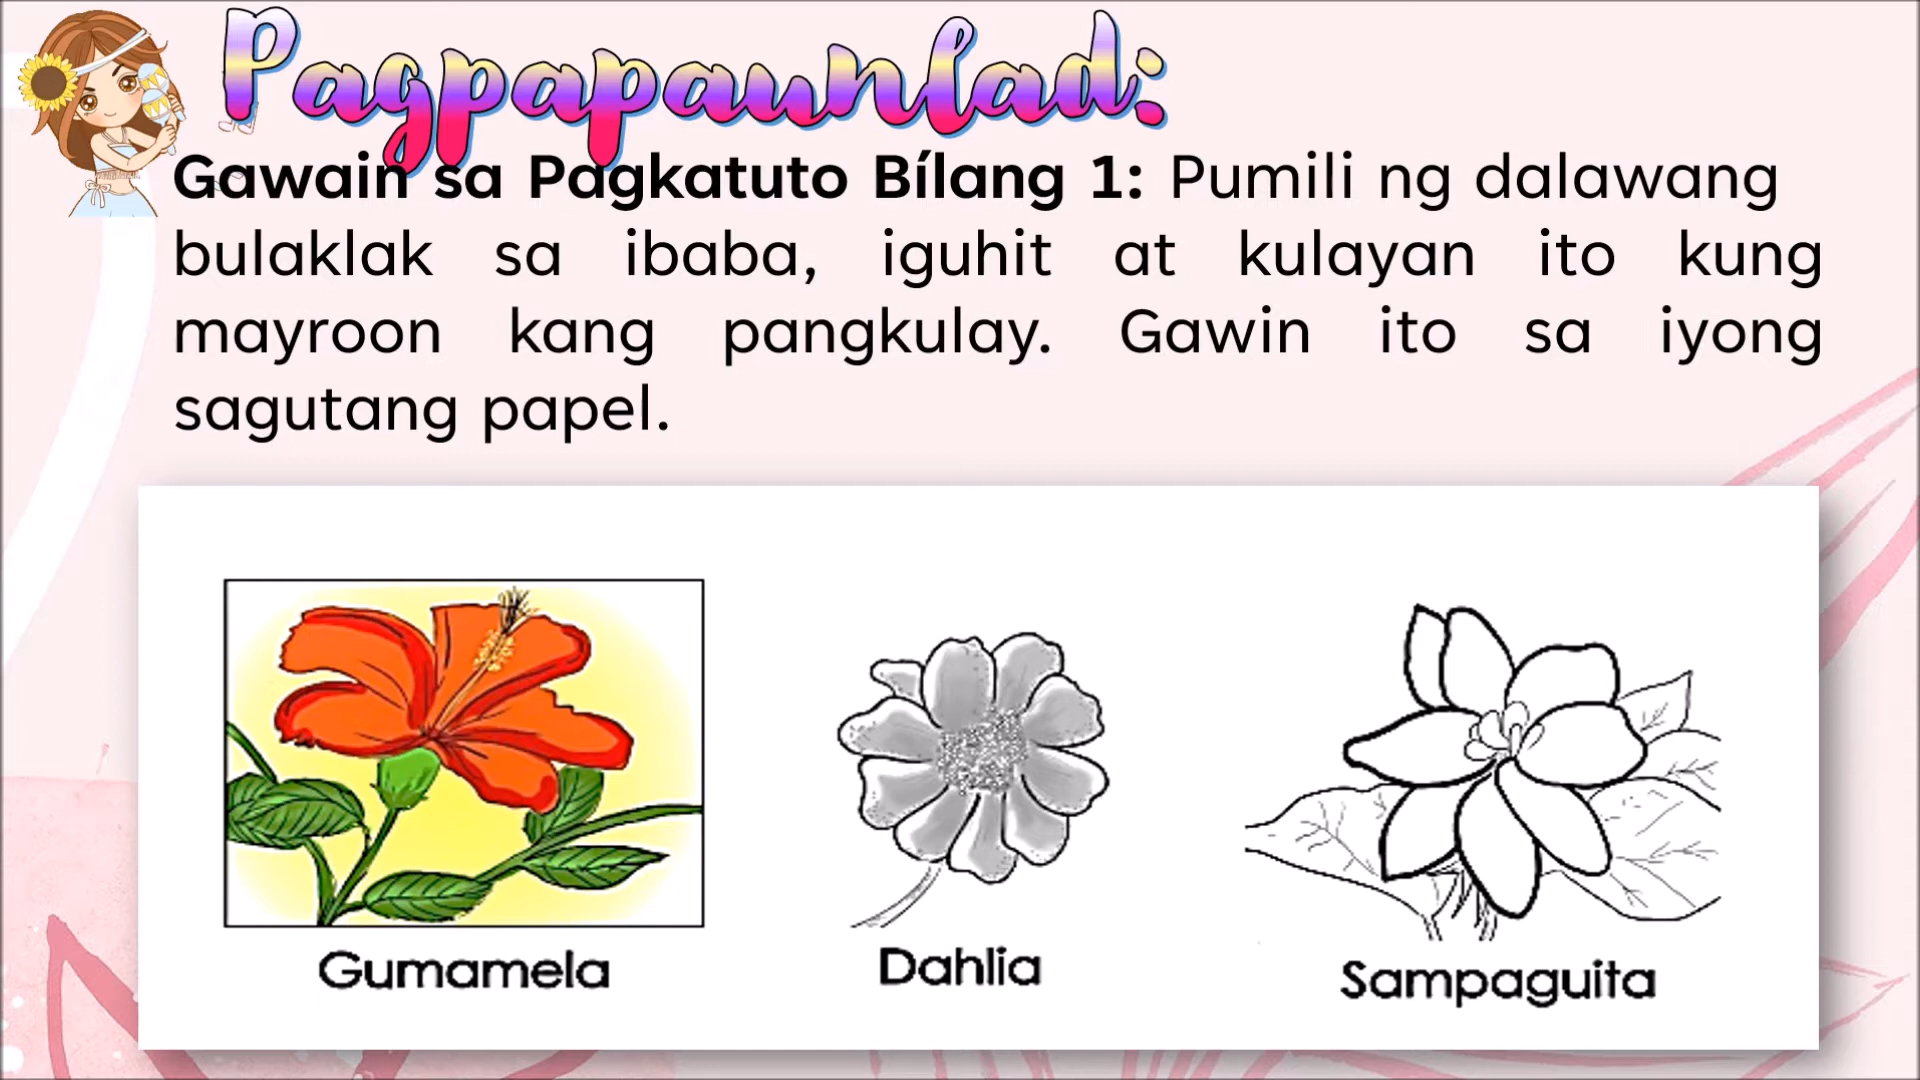 Pagpapaunlad:
Gawain sa Pagkatuto Bílang 1: Pumili ng dalawang
bulaklak sa ibaba, iguhit at kulayan ito kung
mayroon kang pangkulay. Gawin ito sa iyong
sagutang papel.
Gumamela
Dahlia
Sampaguita